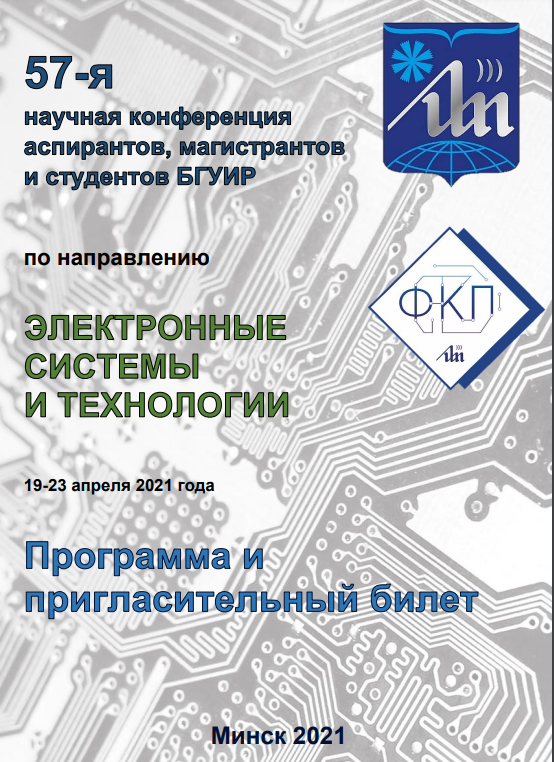 57-я
научная конференция
аспирантов, магистрантов
и студентов БГУИР
по направлению
ФКП
ЭЛЕКТРОННЫЕ
СИСТЕМЫ
И ТЕХНОЛОГИИ
19-23 апреля 2021 года
Программа и
пригласительный билет
Минск 2021